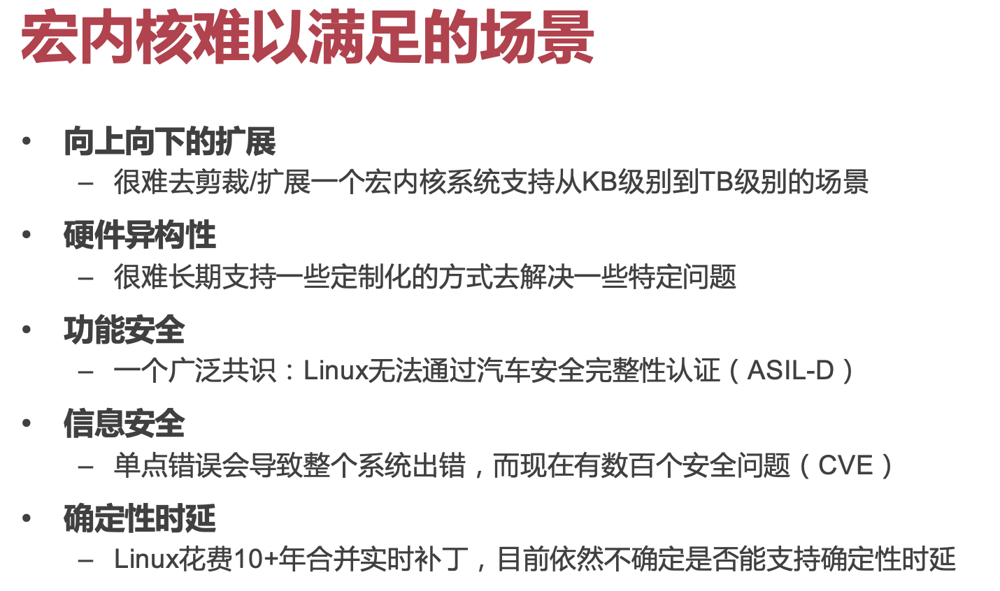 宏内核难以满足的场景
• 向上向下的扩展
– 很难去剪裁/扩展一个宏内核系统支持从KB级别到TB级别的场景
• 硬件异构性
– 很难长期支持一些定制化的方式去解决一些特定问题
• 功能安全
– 一个广泛共识：Linux无法通过汽车安全完整性认证（ASIL-D）
• 信息安全
– 单点错误会导致整个系统出错，而现在有数百个安全问题（CVE）
• 确定性时延
– Linux花费10+年合并实时补丁，目前依然不确定是否能支持确定性时延